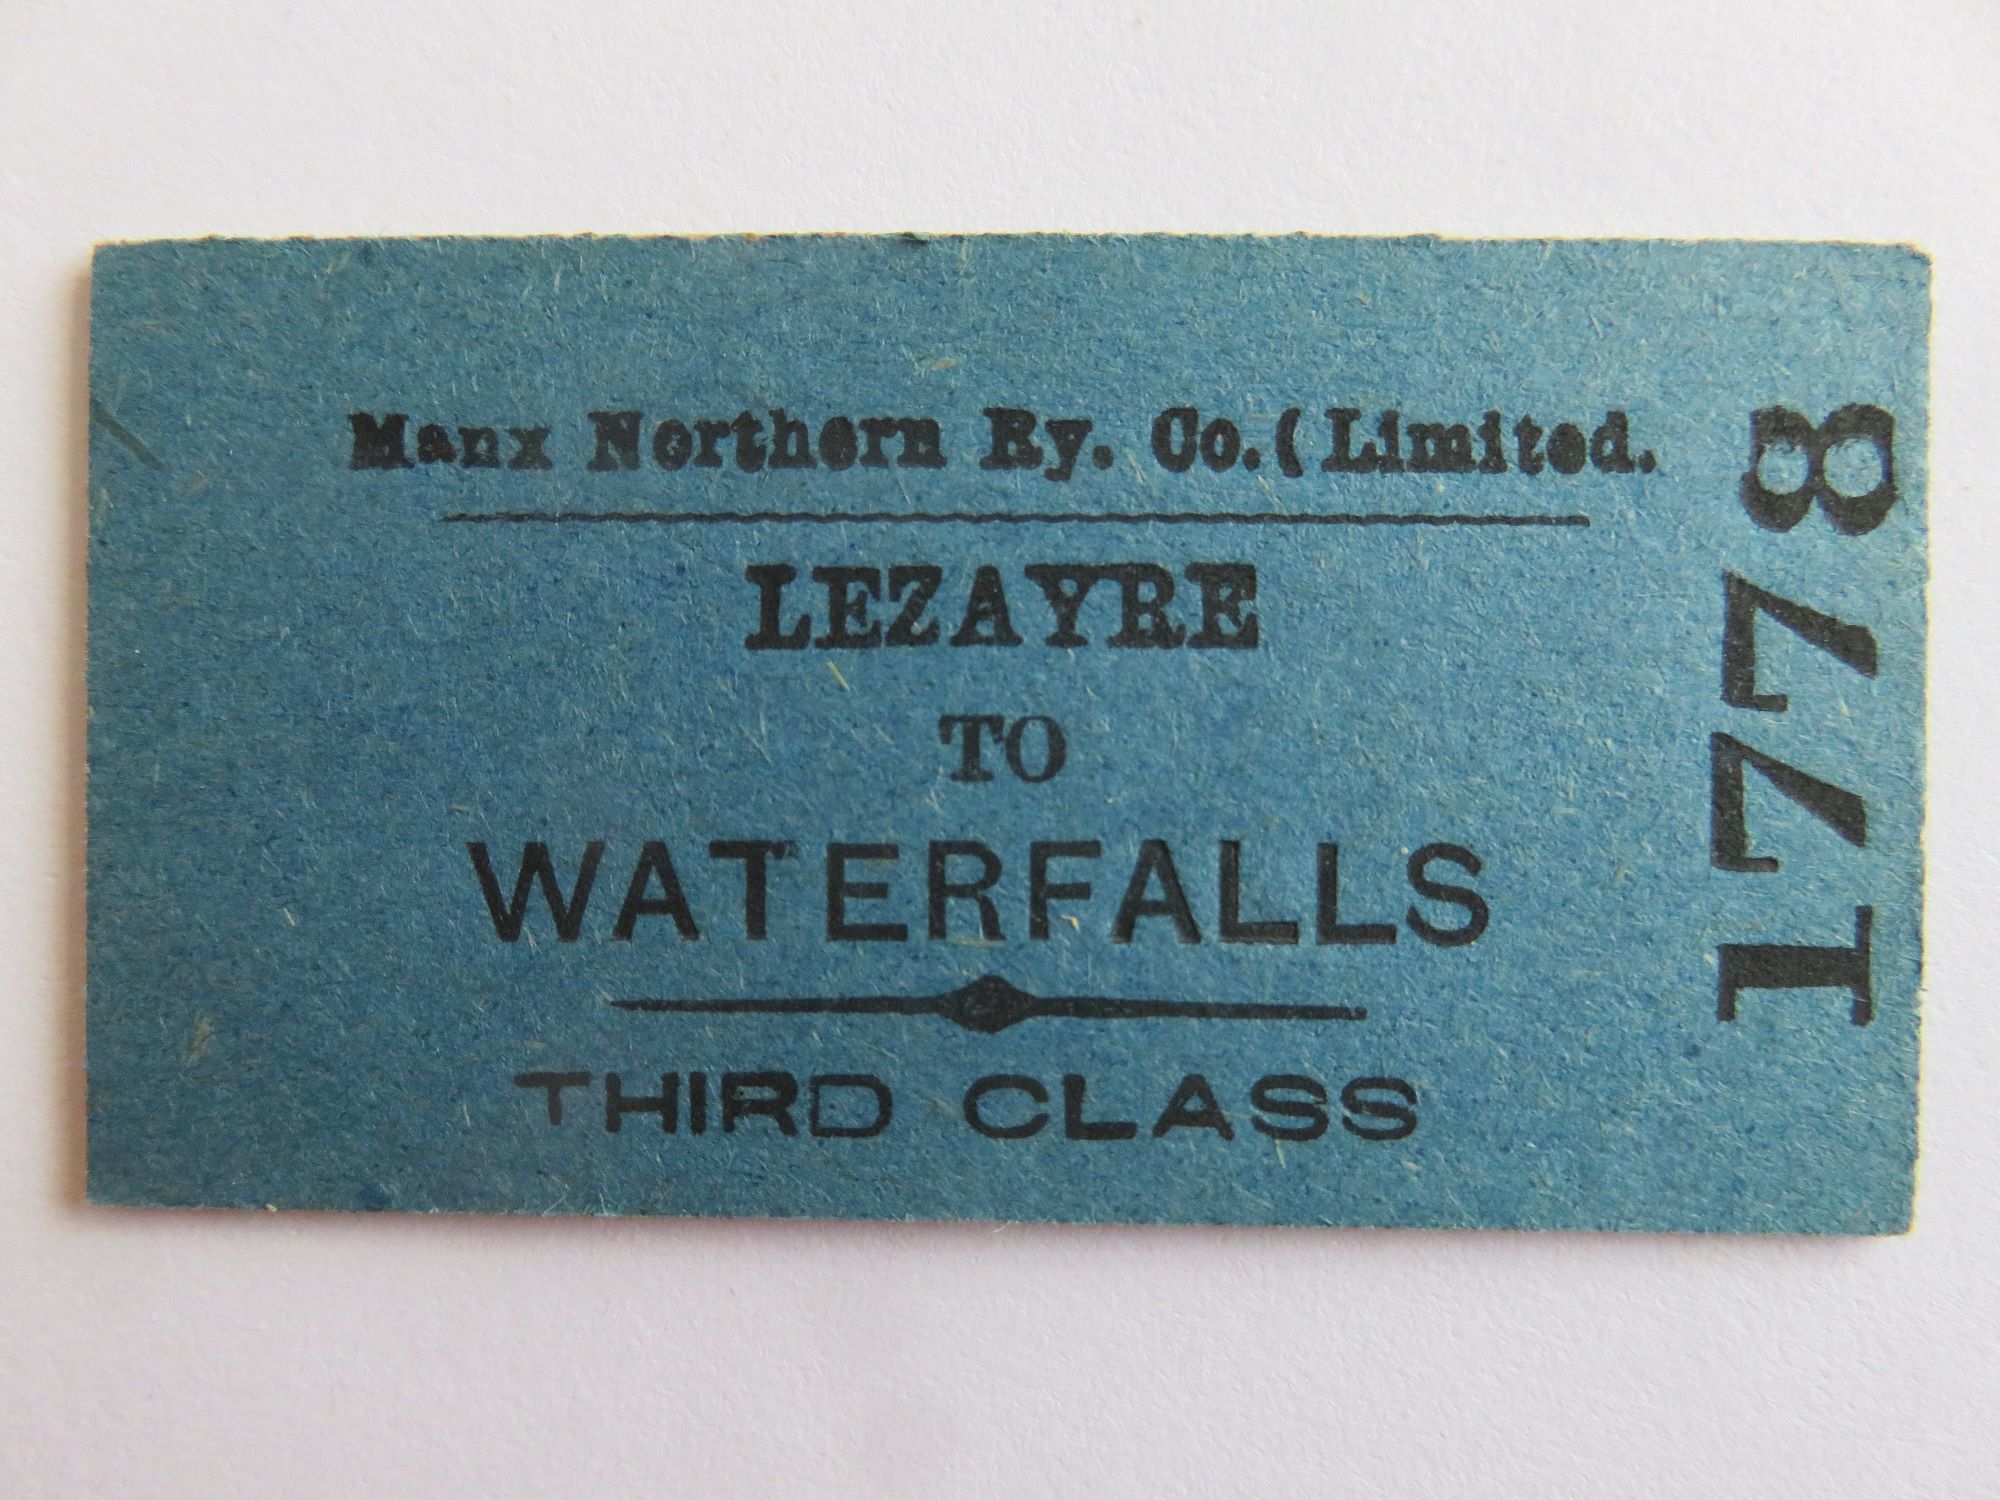 Manx Northern Ry. Co.(Limited.
LEZAYRE
TO
WATERFALLS
THIRD CLASS
1778